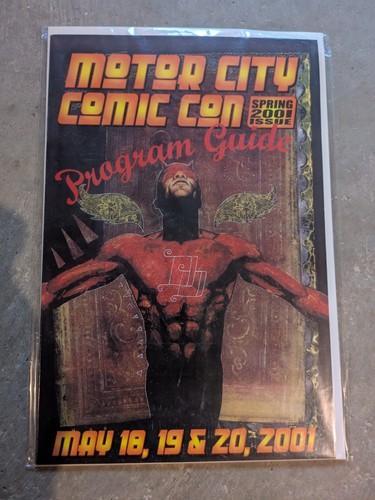 MOTOR CITY
COMIC CON
SPRING
2001
ISSUE
Program Guide
DD
MAY 18, 19 & 20, 2001